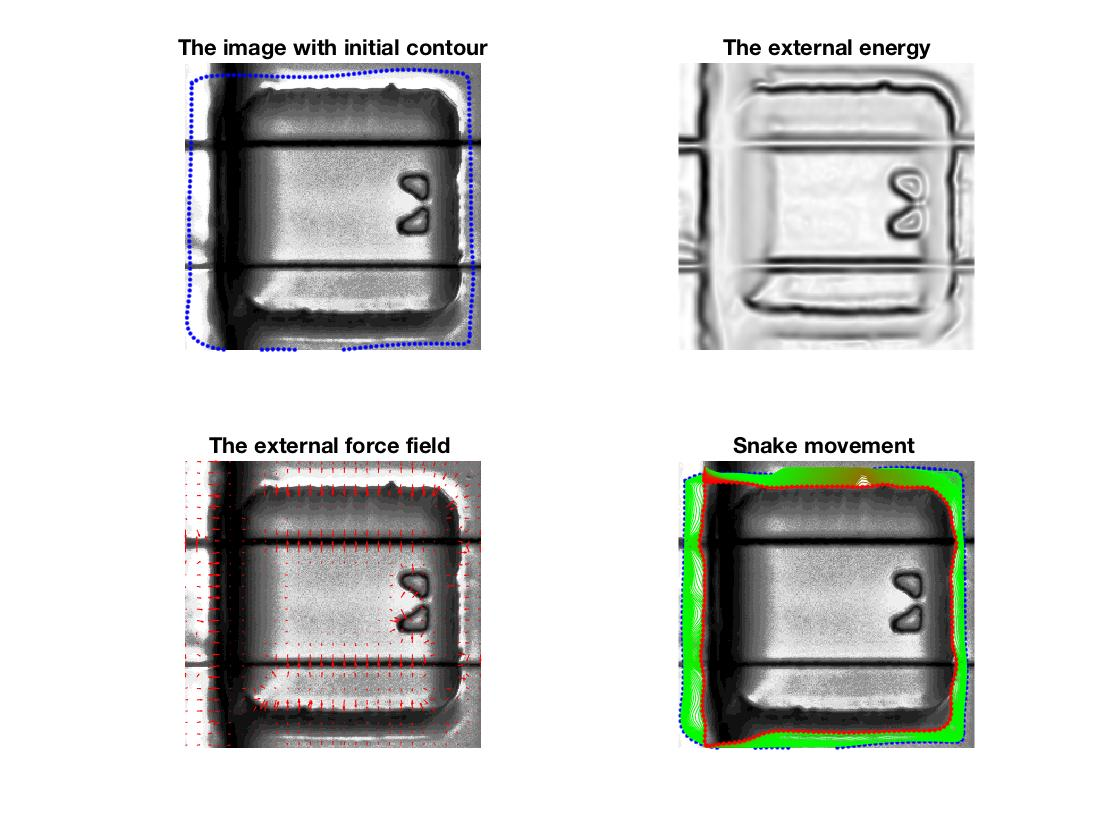 The image with initial contour
The external energy
The external force field
Snake movement